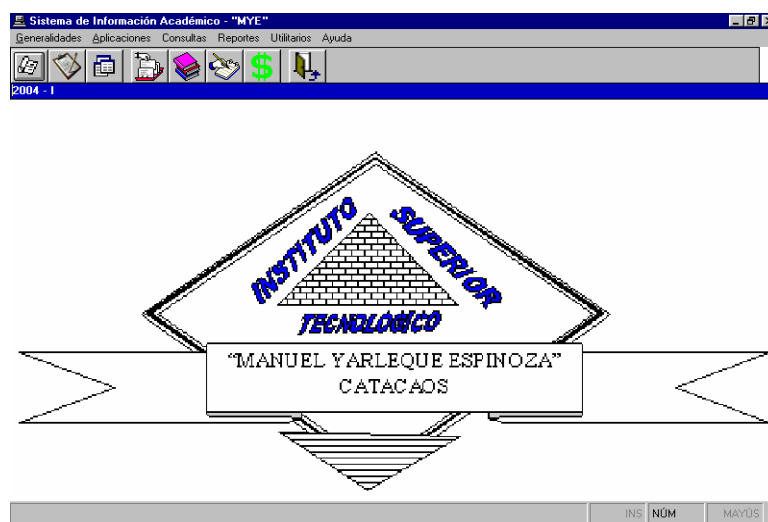 Sistema de Información Académico - "MYE"
Generalidades Aplicaciones Consultas Reportes Utilitarios Ayuda
2004 - I
INSTITUTO SUPERIOR
TECNOLOGICO
“MANUEL YARLEQUE ESPINOZA”
CATACAOS
INS NÚM MAYÚS